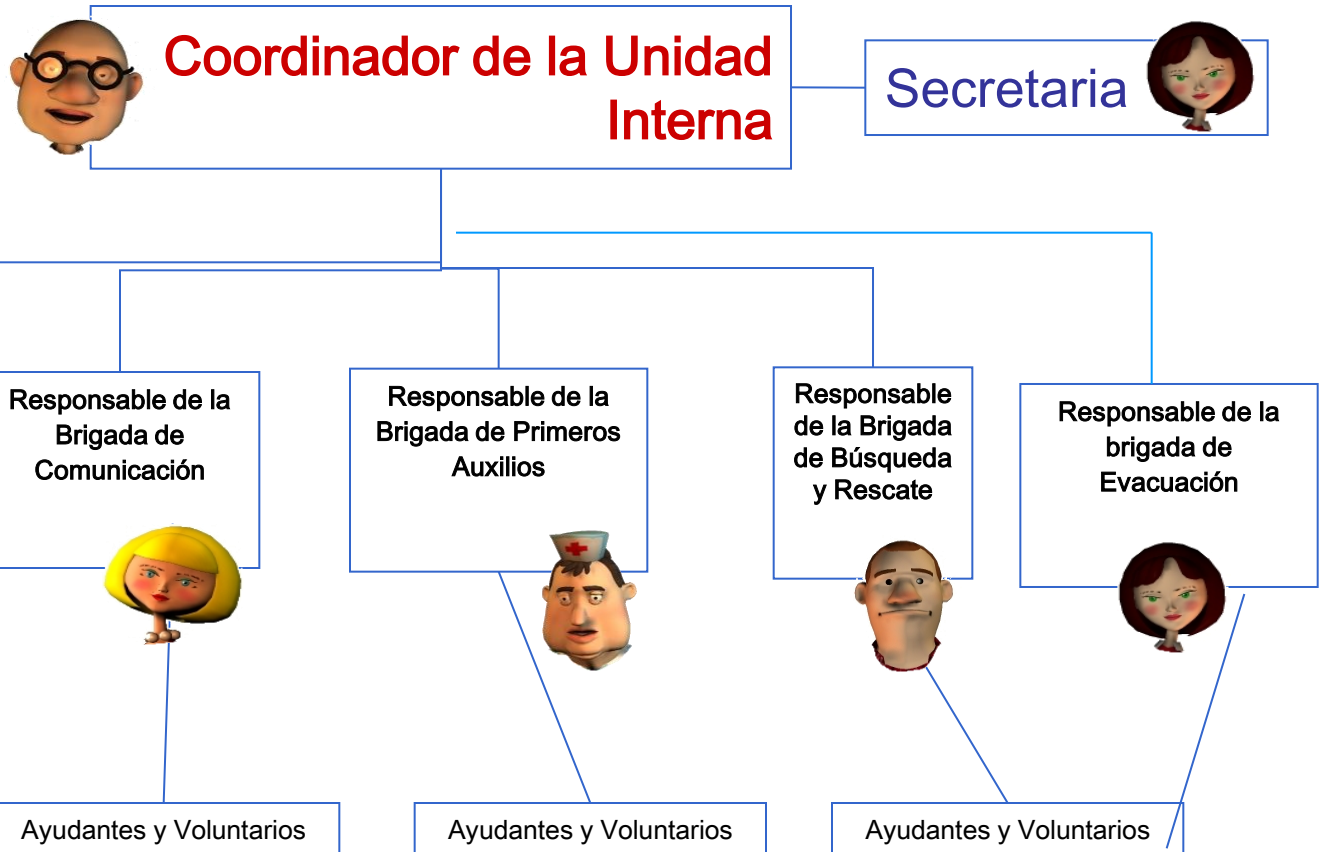 Coordinador de la Unidad
Interna
Secretaria
Responsable de la
Brigada de
Comunicación
Responsable de la
Brigada de Primeros
Auxilios
Responsable
de la Brigada
de Búsqueda
y Rescate
Responsable de la
brigada de
Evacuación
Ayudantes y Voluntarios
Ayudantes y Voluntarios
Ayudantes y Voluntarios